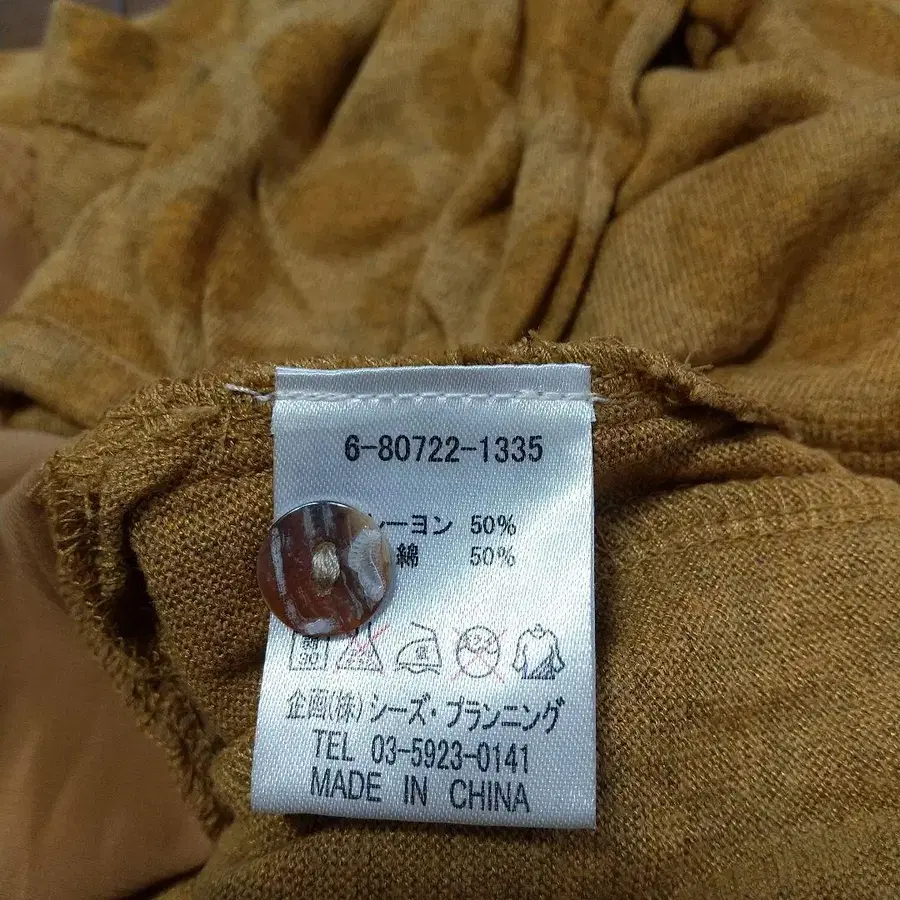 6-80722-1335
レーヨン 50%
綿 50%
企画(株)シーズ・プランニング
TEL 03-5923-0141
MADE IN CHINA